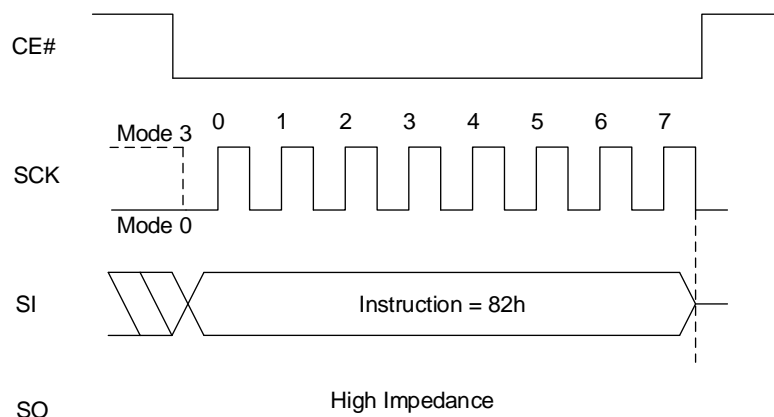 CE#
Mode 3
0 1 2 3 4 5 6 7
SCK
Mode 0
SI
Instruction = 82h
SO
High Impedance